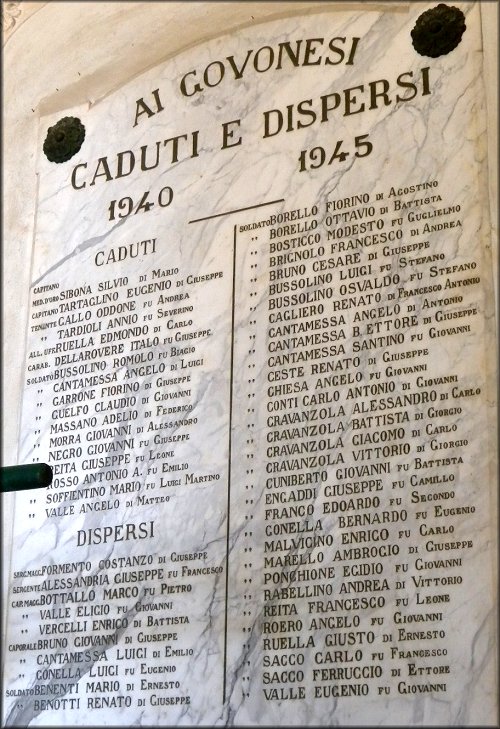 AI GOVONESI
CADUTI E DISPERSI
1940 1945
CADUTI
CAPITANO
MED. D'ORO SIBONA SILVIO DI MARIO
CAPITANO TARTAGLINO EUGENIO DI GIUSEPPE
TENENTE GALLO ODDONE FU ANDREA
" TARDIOLI ANNIO FU SEVERINO
ALL. UFF. RUELLA EDMONDO DI CARLO
CARAB. DELLAROVERE ITALO FU GIUSEPPE
SOLDATO BUSSOLINO ROMOLO FU BIAGIO
" CANTAMESSA ANGELO DI LUIGI
" GARRONE FIORINO DI GIUSEPPE
" GUELFO CLAUDIO DI GIOVANNI
" MASSANO ADELIO DI FEDERICO
" MORRA GIOVANNI DI ALESSANDRO
" NEGRO GIOVANNI FU GIUSEPPE
REITA GIUSEPPE FU LEONE
ROSSO ANTONIO A. FU EMILIO
" SOFFIENTINO MARIO FU LUIGI MARTINO
" VALLE ANGELO DI MATTEO
DISPERSI
SERG. MAGG. FORMENTO COSTANZO DI GIUSEPPE
SERGENTE ALESSANDRIA GIUSEPPE FU FRANCESCO
CAP. MAGG. BOTTALLO MARCO FU PIETRO
" VALLE ELIGIO FU GIOVANNI
" VERCELLI ENRICO DI BATTISTA
CAPORALE BRUNO GIOVANNI DI GIUSEPPE
" CANTAMESSA LUIGI DI EMILIO
" GONELLA LUIGI FU EUGENIO
SOLDATO BENENTI MARIO DI ERNESTO
" BENOTTI RENATO DI GIUSEPPE
SOLDATO BORELLO FIORINO DI AGOSTINO
" BORELLO OTTAVIO DI BATTISTA
" BOSTICCO MODESTO FU GUGLIELMO
" BRIGNOLO FRANCESCO DI ANDREA
" BRUNO CESARE DI GIUSEPPE
" BUSSOLINO LUIGI FU STEFANO
" BUSSOLINO OSVALDO FU STEFANO
" CAGLIERO RENATO DI FRANCESCO ANTONIO
" CANTAMESSA ANGELO DI ANTONIO
" CANTAMESSA B. ETTORE DI GIUSEPPE
" CANTAMESSA SANTINO FU GIOVANNI
" CESTE RENATO DI GIUSEPPE
" CHIESA ANGELO FU GIOVANNI
" CONTI CARLO ANTONIO DI GIOVANNI
" CRAVANZOLA ALESSANDRO DI CARLO
" CRAVANZOLA BATTISTA DI GIORGIO
" CRAVANZOLA GIACOMO DI CARLO
" CRAVANZOLA VITTORIO DI GIORGIO
" CUNIBERTO GIOVANNI FU BATTISTA
" ENGADDI GIUSEPPE FU CAMILLO
" FRANCO EDOARDO FU SECONDO
" GONELLA BERNARDO FU EUGENIO
" MALVICINO ENRICO FU CARLO
" MARELLO AMBROGIO DI GIUSEPPE
" PONCHIONE EGIDIO FU GIOVANNI
" RABELLINO ANDREA DI VITTORIO
" REITA FRANCESCO FU LEONE
" ROERO ANGELO FU GIOVANNI
" RUELLA GIUSTO DI ERNESTO
" SACCO CARLO FU FRANCESCO
" SACCO FERRUCCIO DI ETTORE
" VALLE EUGENIO FU GIOVANNI